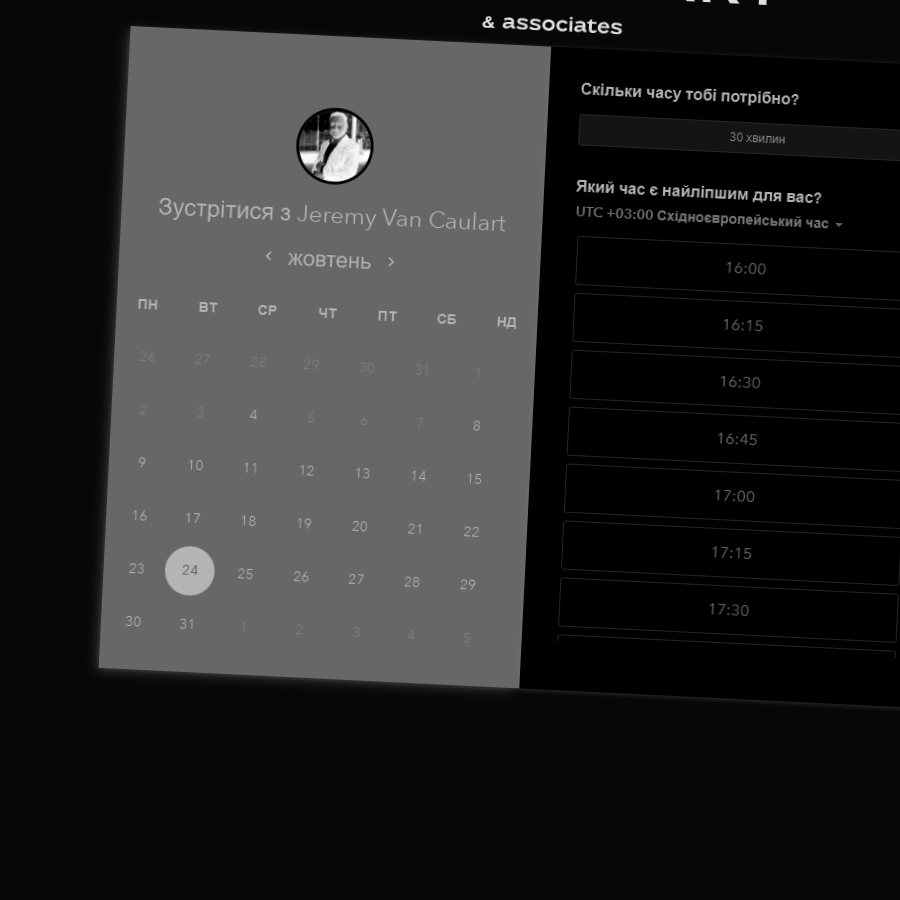 & associates
Зустрітися з Jeremy Van Caulart
‹ жовтень ›
ПН ВТ СР ЧТ ПТ СБ НД
26 27 28 29 30 31 1
2 3 4 5 6 7 8
9 10 11 12 13 14 15
16 17 18 19 20 21 22
23 24 25 26 27 28 29
30 31 1 2 3 4 5
Скільки часу тобі потрібно?
30 хвилин
Який час є найліпшим для вас?
UTC +03:00 Східноєвропейський час
16:00
16:15
16:30
16:45
17:00
17:15
17:30